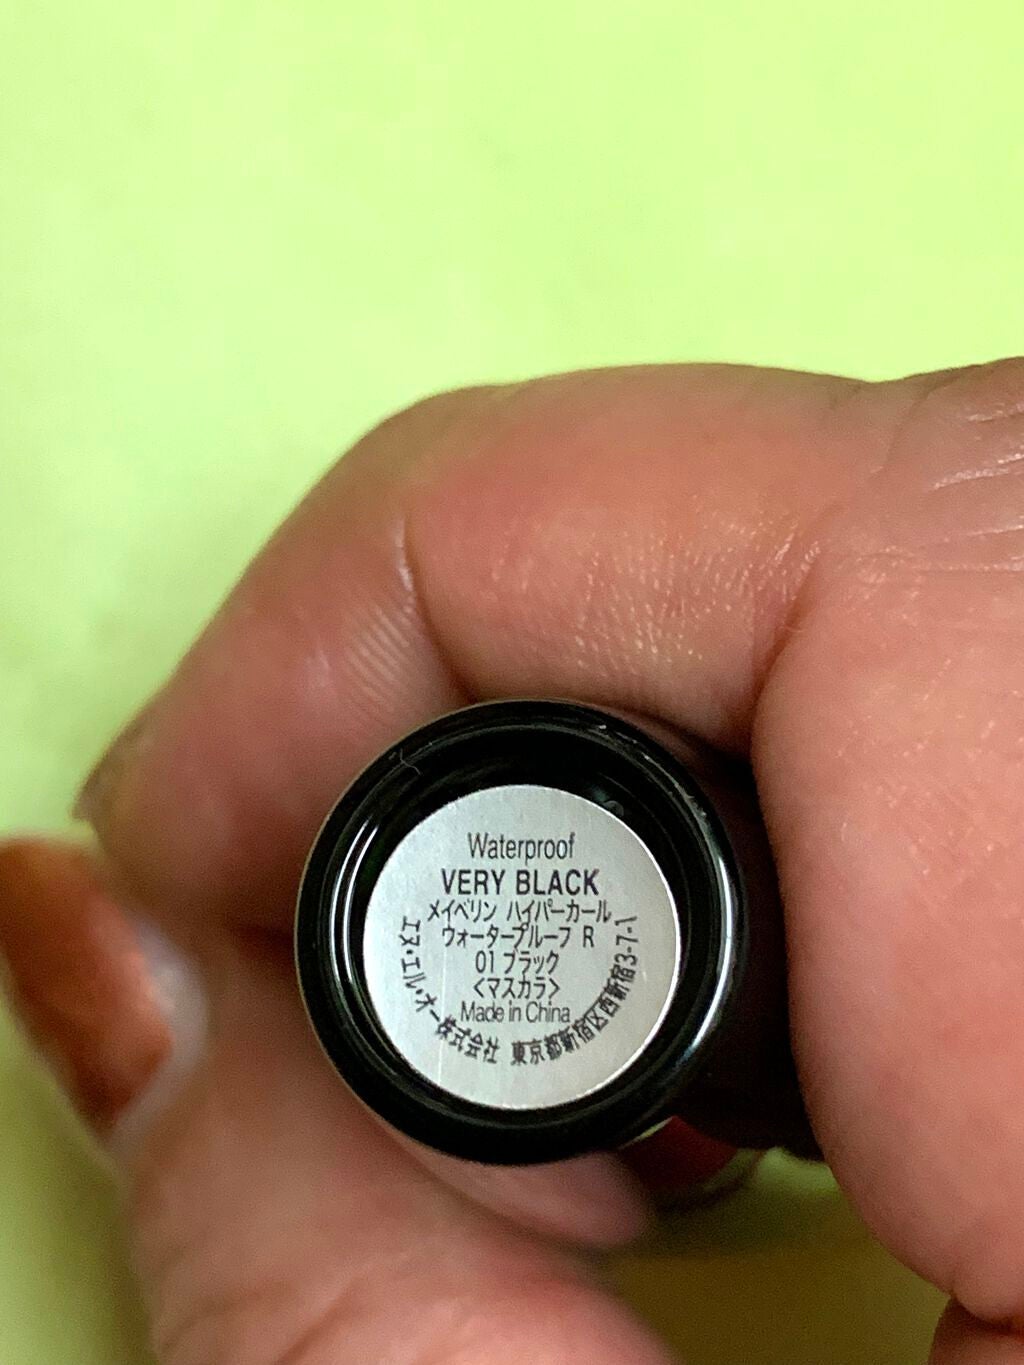 Waterproof
VERY BLACK
メイベリン ハイパーカール
ウォータープルーフ R
01 ブラック
<マスカラ>
Made in China
エヌ・エル・オー株式会社 東京都新宿区西新宿3-7-1